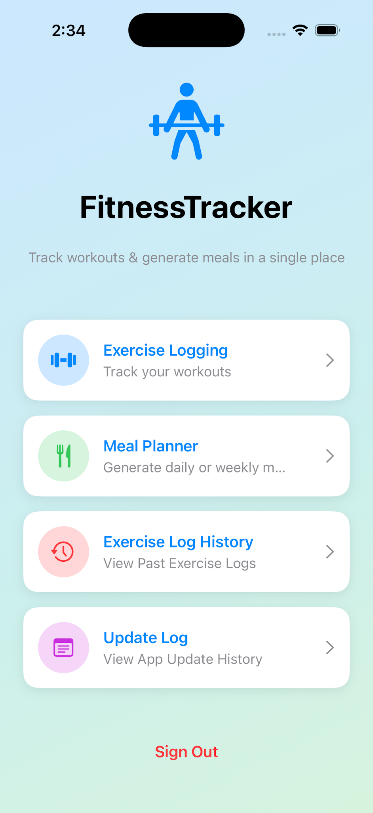 2:34
FitnessTracker
Track workouts & generate meals in a single place
Exercise Logging
Track your workouts
Meal Planner
Generate daily or weekly m...
Exercise Log History
View Past Exercise Logs
Update Log
View App Update History
Sign Out